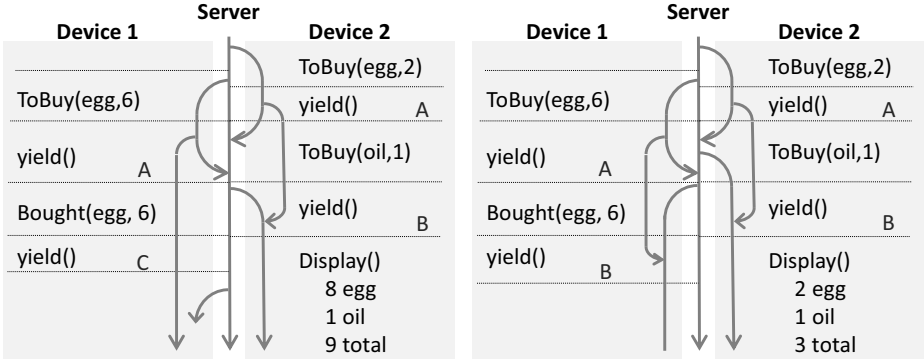 Server
Device 1
Device 2
ToBuy(egg,2)
ToBuy(egg,6)
yield()
A
ToBuy(oil,1)
yield()
A
Bought(egg, 6)
yield()
B
yield()
C
Display()
8 egg
1 oil
9 total
Server
Device 1
Device 2
ToBuy(egg,2)
ToBuy(egg,6)
yield()
A
ToBuy(oil,1)
yield()
A
Bought(egg, 6)
yield()
B
yield()
B
Display()
2 egg
1 oil
3 total